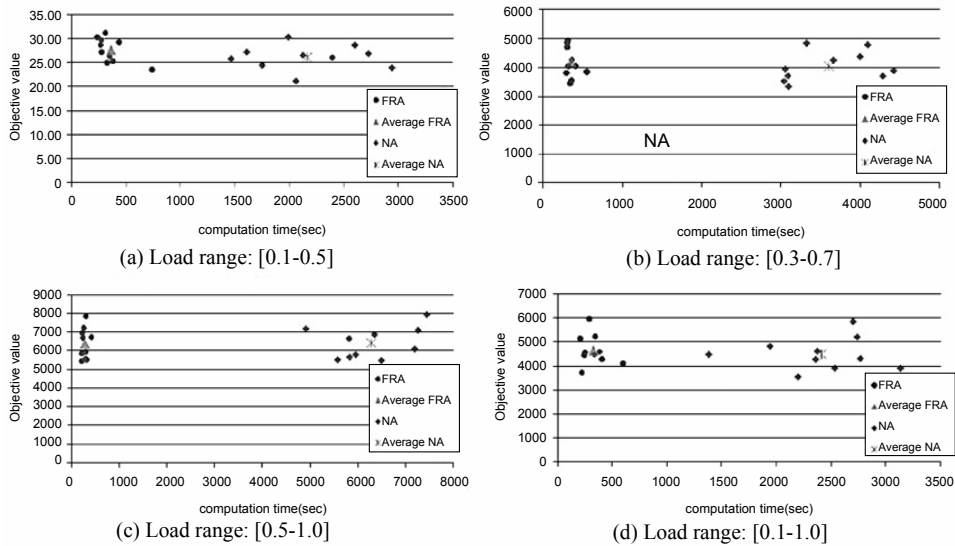 35.00
30.00
25.00
20.00
15.00
10.00
5.00
0.00
Objective value
0 500 1000 1500 2000 2500 3000 3500
computation time(sec)
FRA
Average FRA
NA
Average NA
(a) Load range: [0.1-0.5]
6000
5000
4000
3000
2000
1000
0
Objective value
NA
0 1000 2000 3000 4000 5000
computation time(sec)
FRA
Average FRA
NA
Average NA
(b) Load range: [0.3-0.7]
9000
8000
7000
6000
5000
4000
3000
2000
1000
0
Objective value
0 1000 2000 3000 4000 5000 6000 7000 8000
computation time(sec)
FRA
Average FRA
NA
Average NA
(c) Load range: [0.5-1.0]
7000
6000
5000
4000
3000
2000
1000
0
Objective value
0 500 1000 1500 2000 2500 3000 3500
computation time(sec)
FRA
Average FRA
NA
Average NA
(d) Load range: [0.1-1.0]